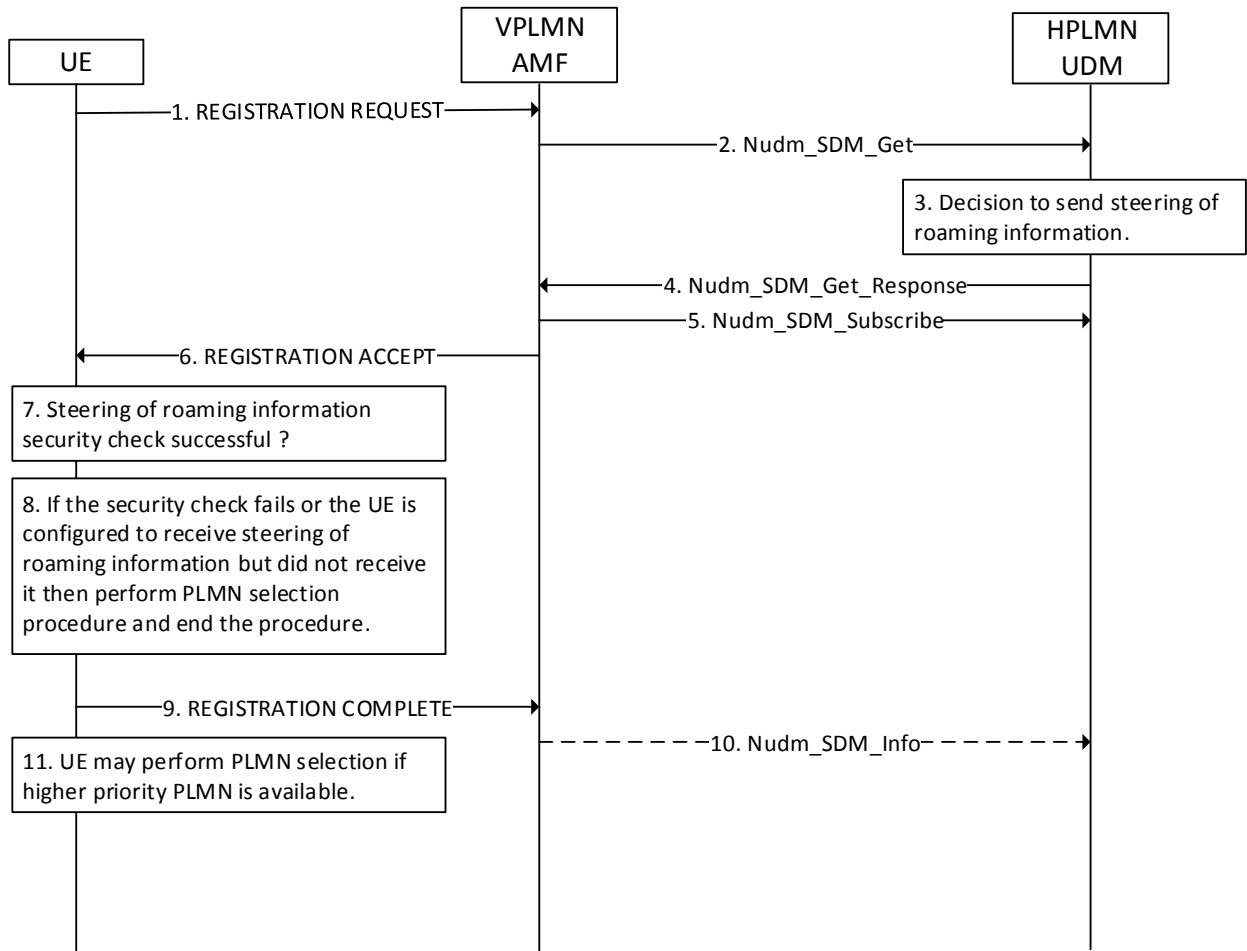 UE
VPLMN
AMF
HPLMN
UDM
1. REGISTRATION REQUEST
2. Nudm_SDM_Get
3. Decision to send steering of
roaming information.
4. Nudm_SDM_Get_Response
5. Nudm_SDM_Subscribe
6. REGISTRATION ACCEPT
7. Steering of roaming information
security check successful ?
8. If the security check fails or the UE is
configured to receive steering of
roaming information but did not receive
it then perform PLMN selection
procedure and end the procedure.
9. REGISTRATION COMPLETE
10. Nudm_SDM_Info
11. UE may perform PLMN selection if
higher priority PLMN is available.